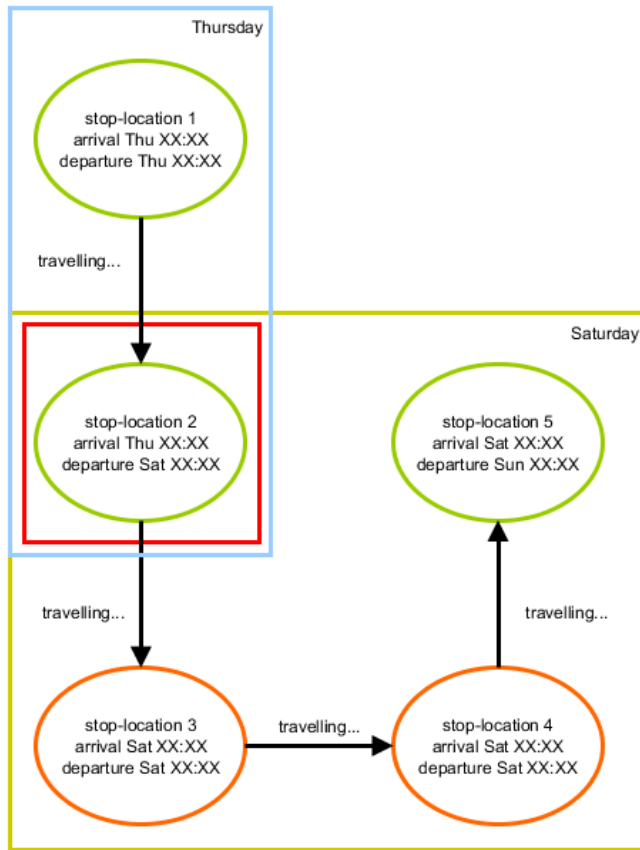 Thursday
stop-location 1
arrival Thu XX:XX
departure Thu XX:XX
travelling...
Saturday
stop-location 2
arrival Thu XX:XX
departure Sat XX:XX
stop-location 5
arrival Sat XX:XX
departure Sun XX:XX
travelling...
travelling...
stop-location 3
arrival Sat XX:XX
departure Sat XX:XX
travelling...
stop-location 4
arrival Sat XX:XX
departure Sat XX:XX